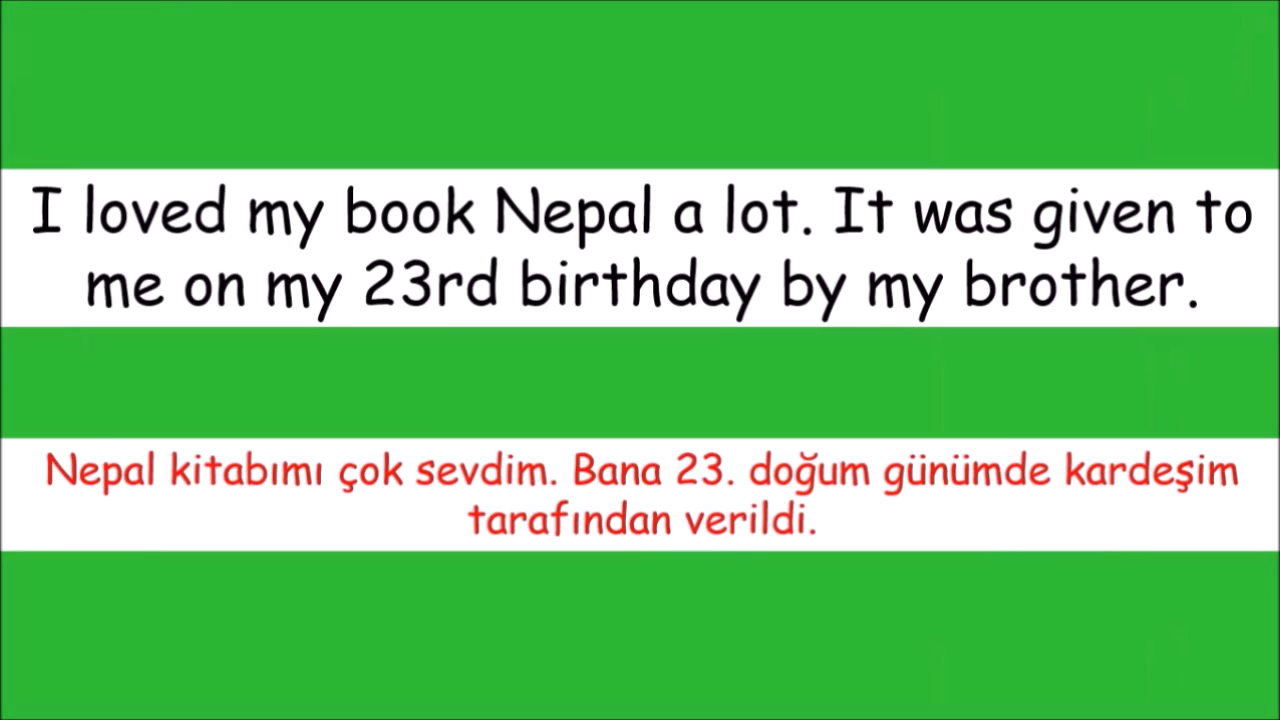 I loved my book Nepal a lot. It was given to
me on my 23rd birthday by my brother.
Nepal kitabımı çok sevdim. Bana 23. doğum günümde kardeşim
tarafından verildi.